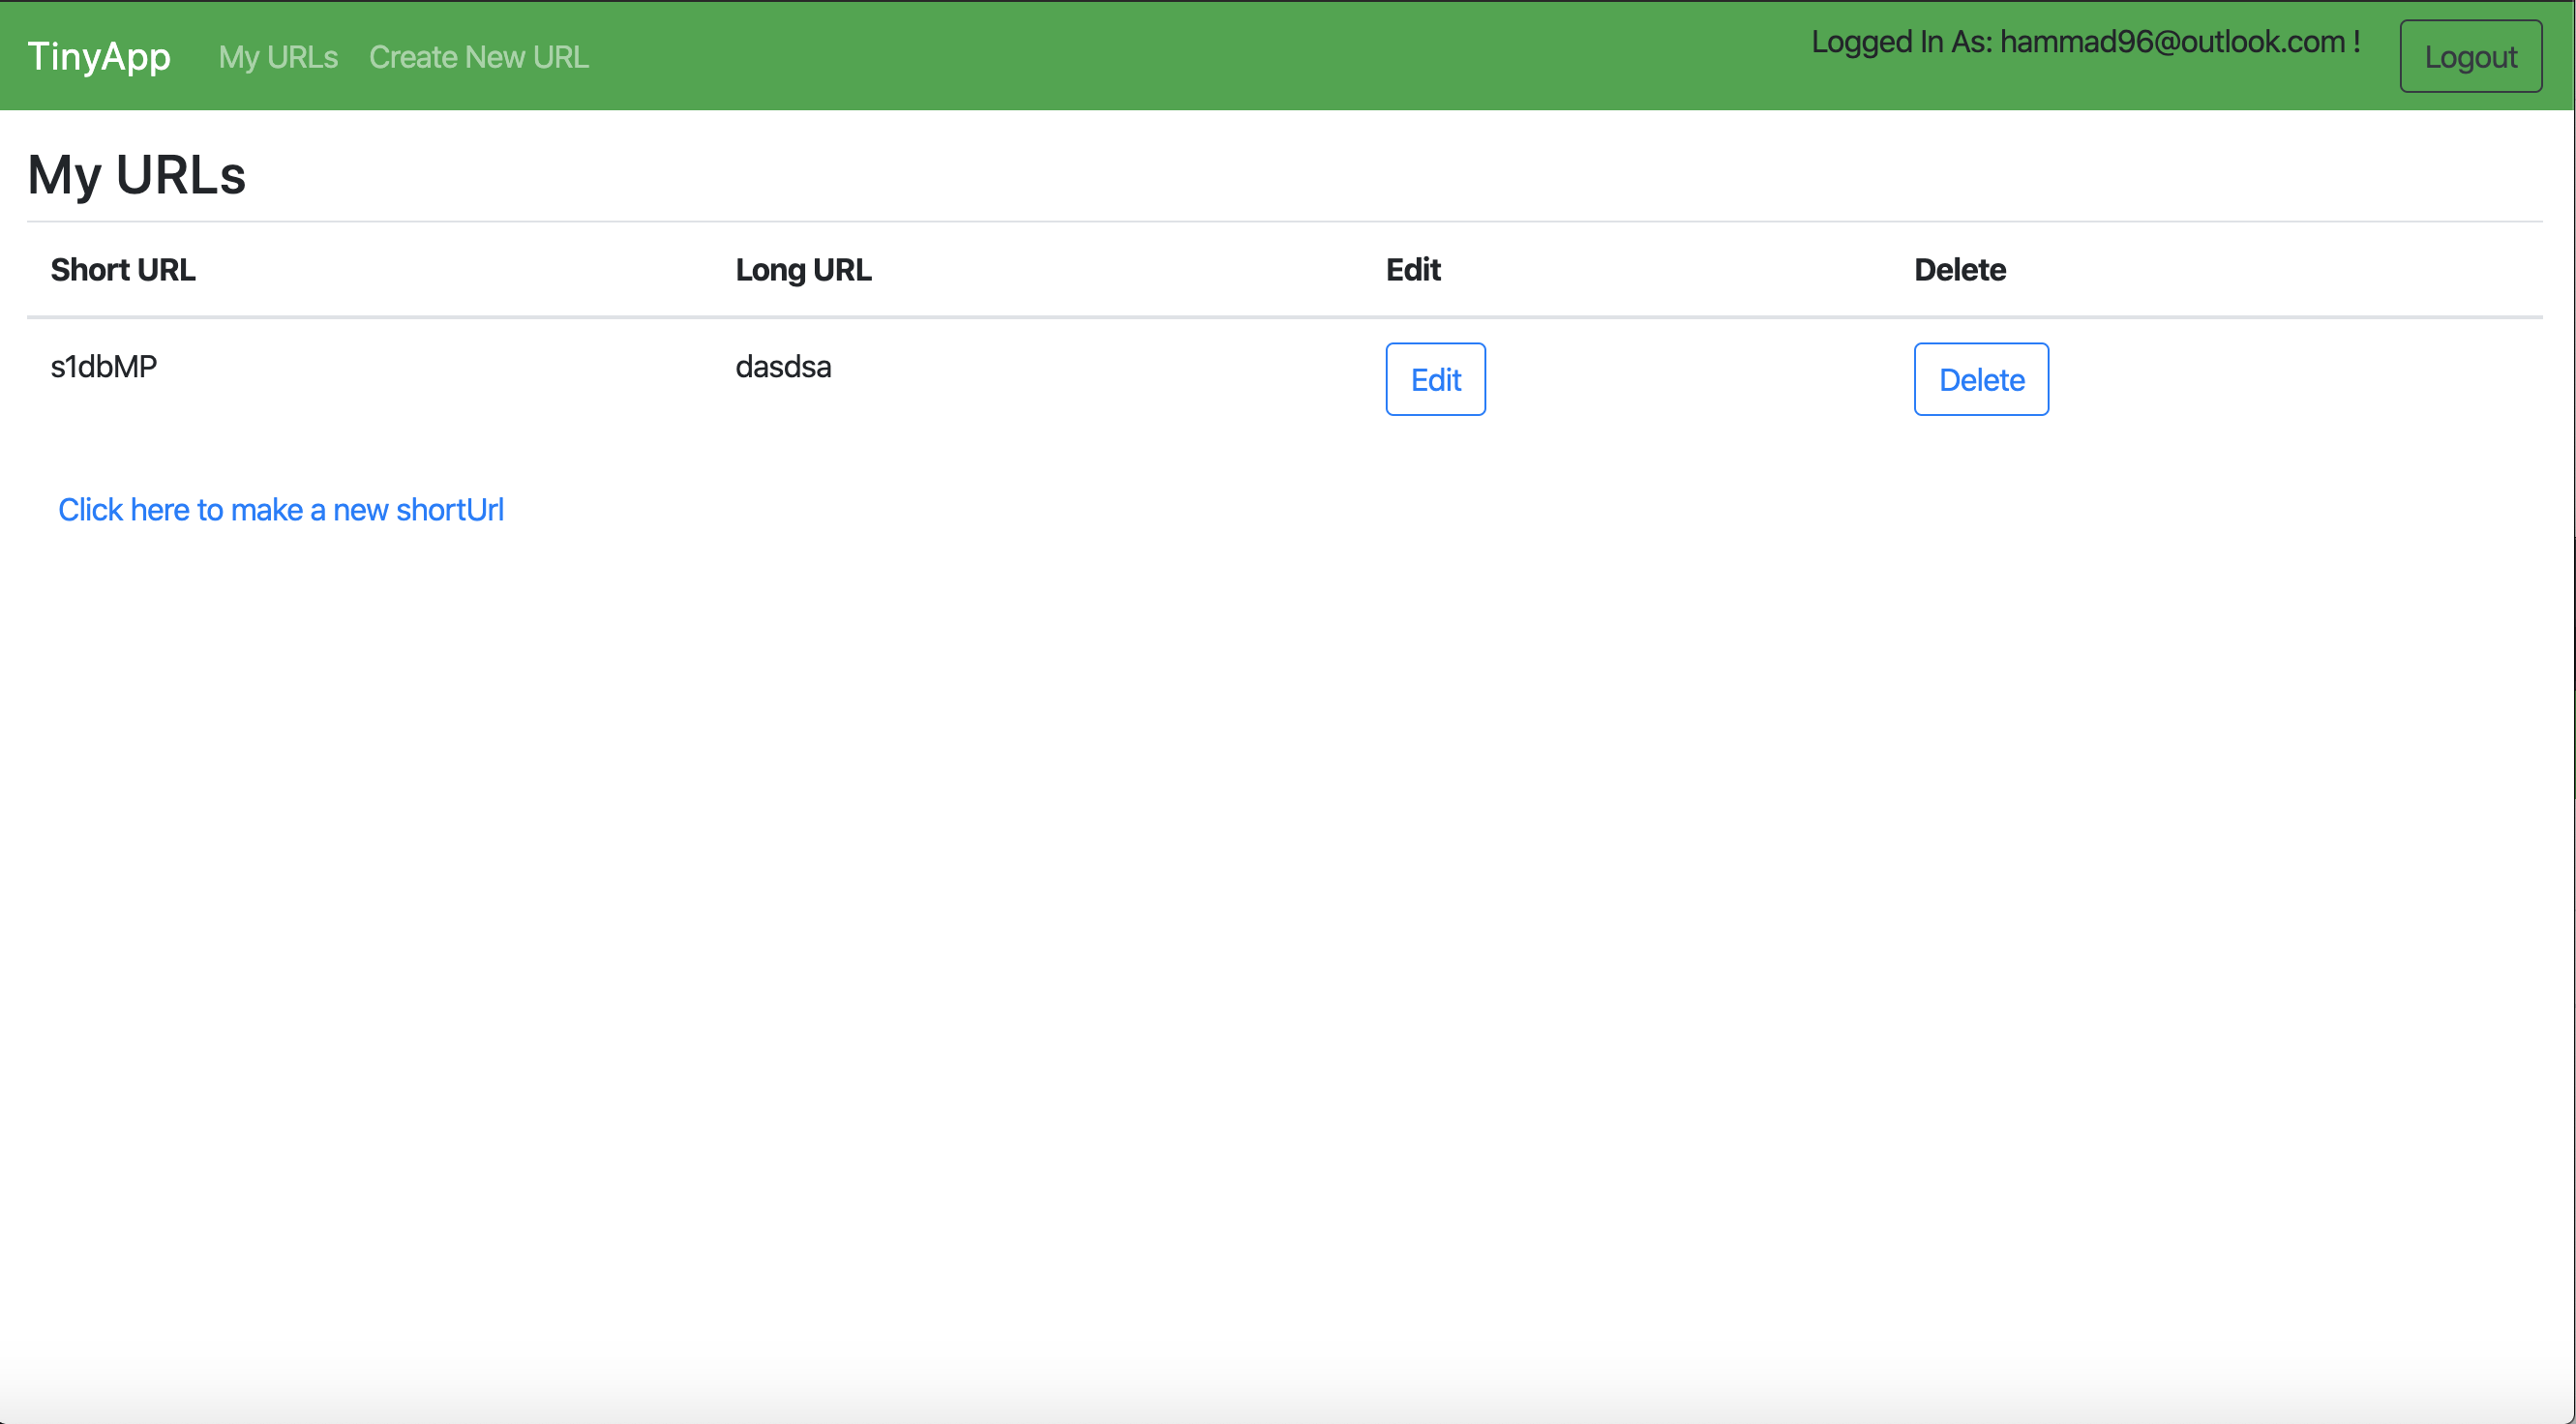 TinyApp My URLs Create New URL Logged In As: hammad96@outlook.com ! Logout
My URLs
Short URL Long URL Edit Delete
s1dbMP dasdsa Edit Delete
Click here to make a new shortUrl